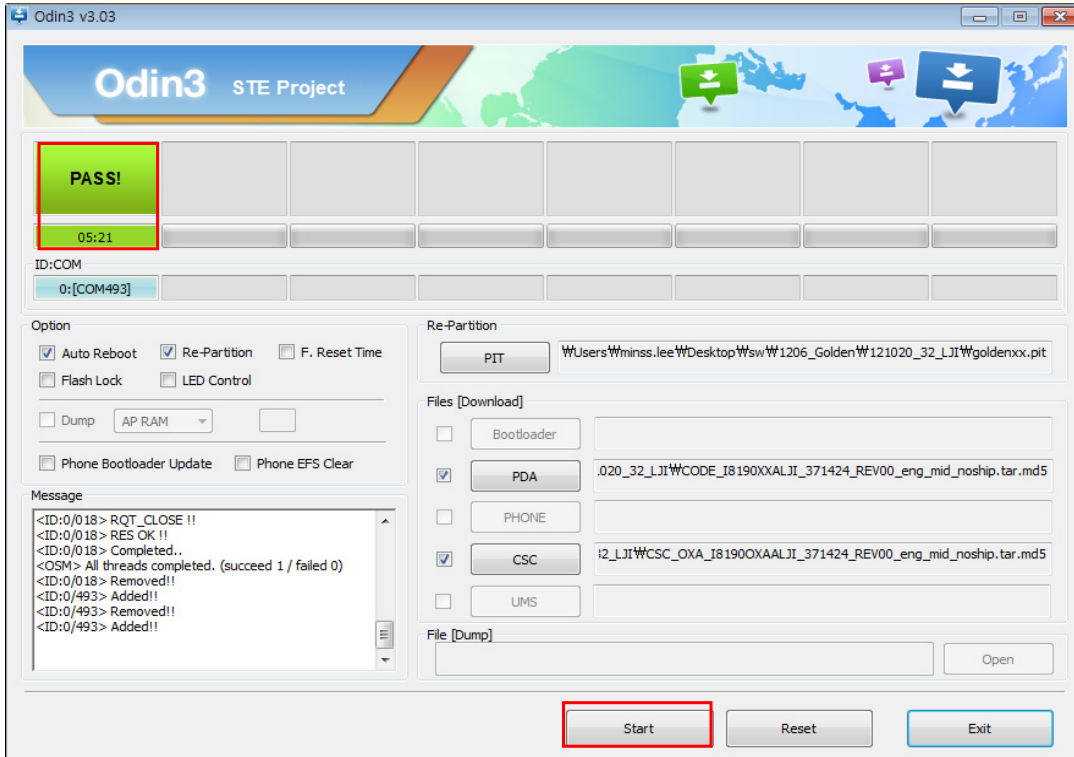 Odin3 v3.03
Odin3 STE Project
PASS!
05:21
ID:COM
0:[COM493]
Option
Auto Reboot Re-Partition F. Reset Time
Flash Lock LED Control
Dump AP RAM
Phone Bootloader Update Phone EFS Clear
Message
<ID:0/018> RQT_CLOSE !!
<ID:0/018> RES OK !!
<ID:0/018> Completed..
<OSM> All threads completed. (succeed 1 / failed 0)
<ID:0/018> Removed!!
<ID:0/493> Added!!
<ID:0/493> Removed!!
<ID:0/493> Added!!
Re-Partition
PIT ₩Users₩minss.lee₩Desktop₩sw₩1206_Golden₩121020_32_LJI₩goldenxx.pit
Files [Download]
Bootloader
PDA .020_32_LJI₩CODE_I8190XXALJI_371424_REV00_eng_mid_noship.tar.md5
PHONE
CSC 32_LJI₩CSC_OXA_I8190OXAALJI_371424_REV00_eng_mid_noship.tar.md5
UMS
File [Dump]
Open
Start Reset Exit